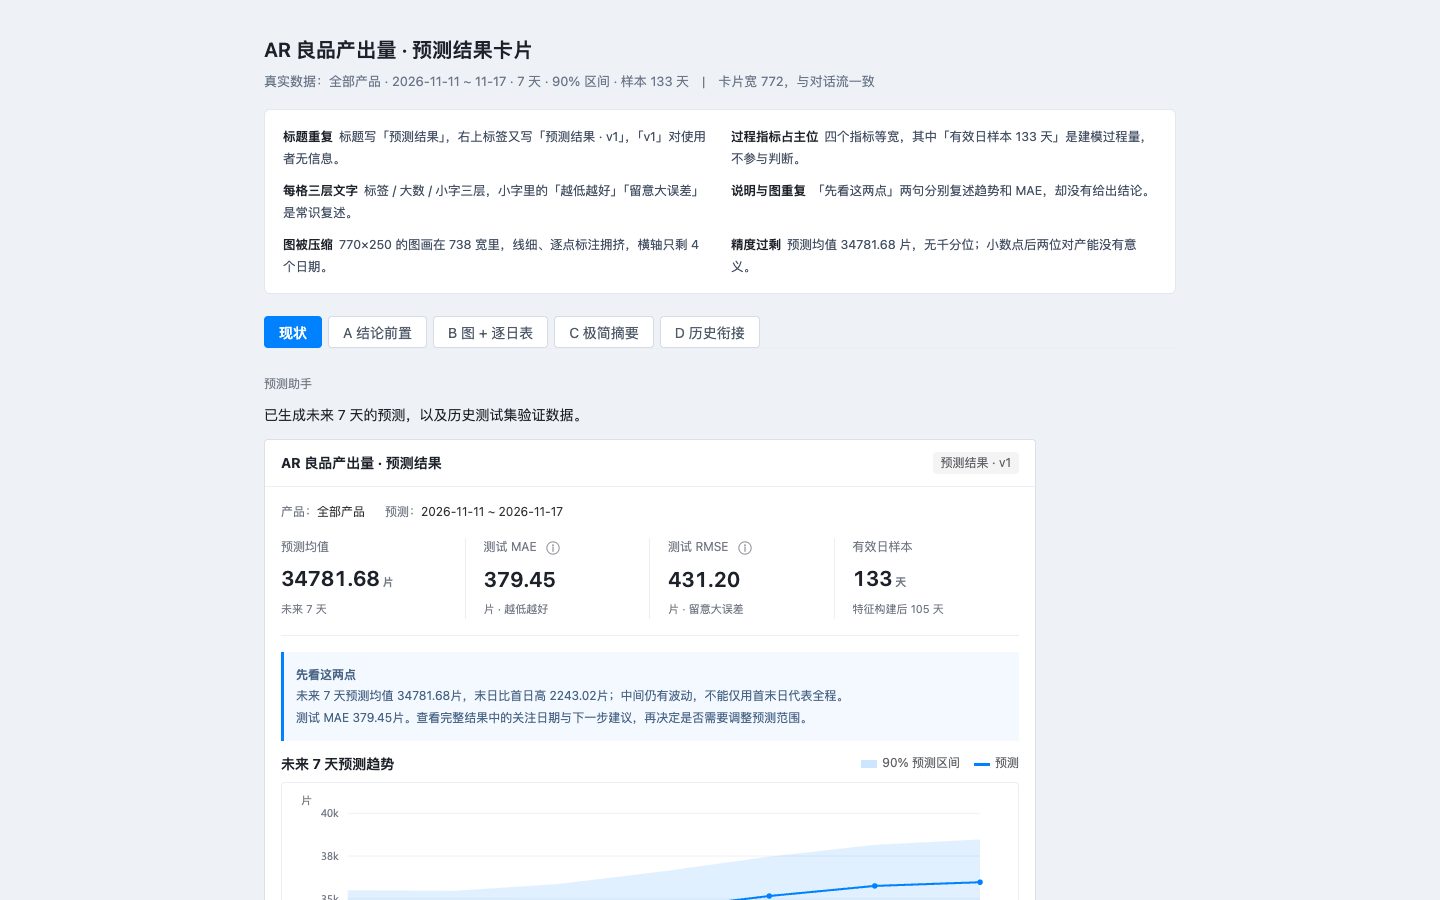 AR 良品产出量 · 预测结果卡片
真实数据：全部产品 · 2026-11-11 ~ 11-17 · 7 天 · 90% 区间 · 样本 133 天 | 卡片宽 772，与对话流一致
标题重复 标题写「预测结果」，右上标签又写「预测结果 · v1」，「v1」对使用
者无信息。
过程指标占主位 四个指标等宽，其中「有效日样本 133 天」是建模过程量，
不参与判断。
每格三层文字 标签 / 大数 / 小字三层，小字里的「越低越好」「留意大误差」
是常识复述。
说明与图重复 「先看这两点」两句分别复述趋势和 MAE，却没有给出结论。
图被压缩 770×250 的图画在 738 宽里，线细、逐点标注拥挤，横轴只剩 4
个日期。
精度过剩 预测均值 34781.68 片，无千分位；小数点后两位对产能没有意
义。
现状 A 结论前置 B 图 + 逐日表 C 极简摘要 D 历史衔接
预测助手
已生成未来 7 天的预测，以及历史测试集验证数据。
AR 良品产出量 · 预测结果 预测结果 · v1
产品：全部产品 预测：2026-11-11 ~ 2026-11-17
预测均值 测试 MAE 测试 RMSE 有效日样本
34781.68 片 379.45 431.20 133 天
未来 7 天 片 · 越低越好 片 · 留意大误差 特征构建后 105 天
先看这两点
未来 7 天预测均值 34781.68片，末日比首日高 2243.02片；中间仍有波动，不能仅用首末日代表全程。
测试 MAE 379.45片。查看完整结果中的关注日期与下一步建议，再决定是否需要调整预测范围。
未来 7 天预测趋势 90% 预测区间 预测
片
40k
38k
35k